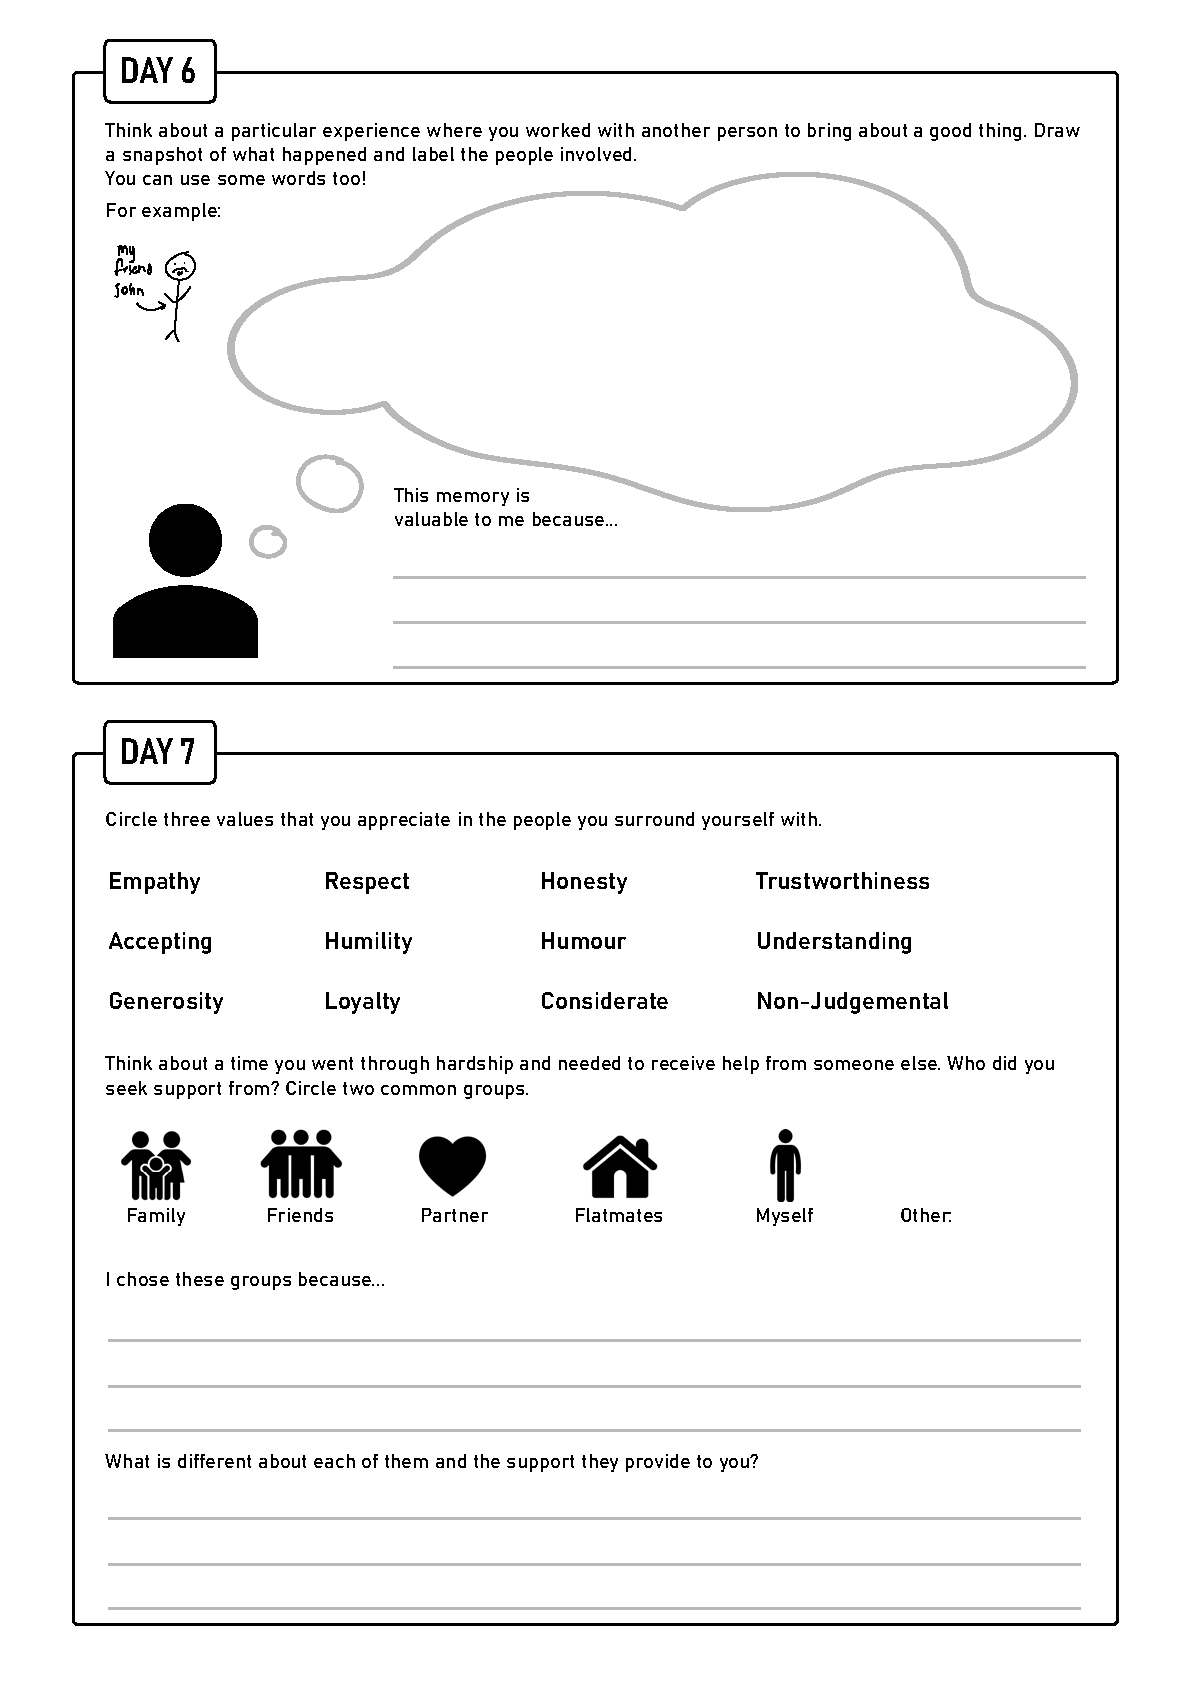 DAY 6
Think about a particular experience where you worked with another person to bring about a good thing. Draw
a snapshot of what happened and label the people involved.
You can use some words too!
For example:
my
friend
John
This memory is
valuable to me because...
DAY 7
Circle three values that you appreciate in the people you surround yourself with.
Empathy Respect Honesty Trustworthiness
Accepting Humility Humour Understanding
Generosity Loyalty Considerate Non-Judgemental
Think about a time you went through hardship and needed to receive help from someone else. Who did you
seek support from? Circle two common groups.
Family Friends Partner Flatmates Myself Other:
I chose these groups because...
What is different about each of them and the support they provide to you?